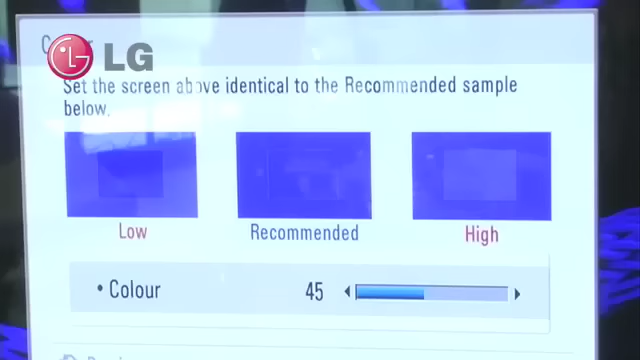 LG
Set the screen above identical to the Recommended sample
below.
Low
Recommended
High
• Colour 45